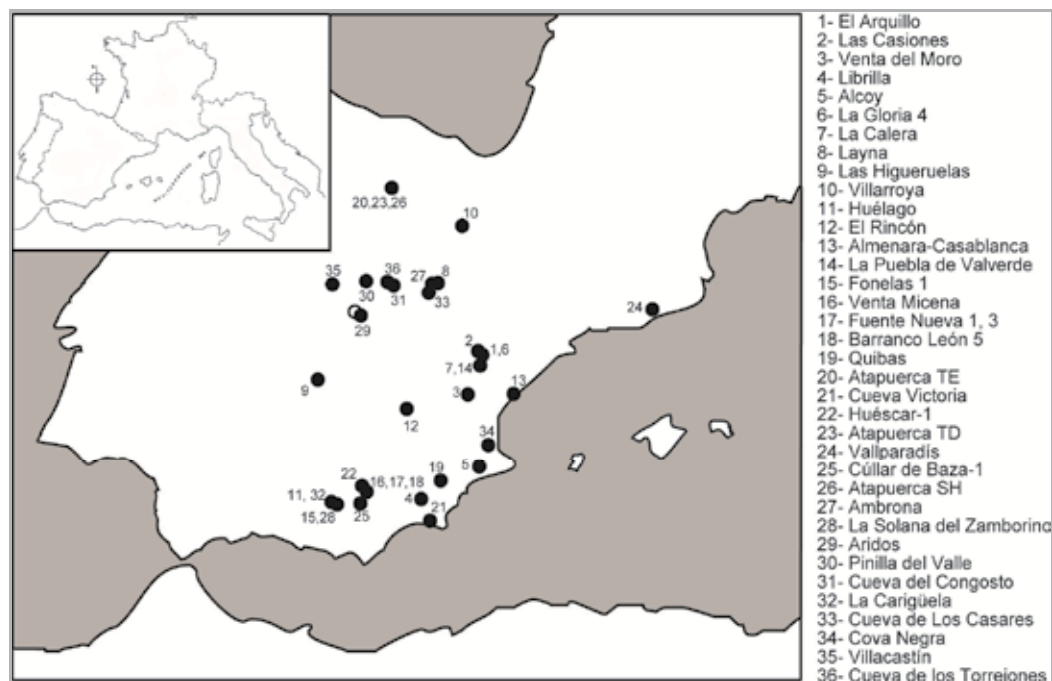 1- El Arquillo
2- Las Casiones
3- Venta del Moro
4- Librilla
5- Alcoy
6- La Gloria 4
7- La Calera
8- Layna
9- Las Higueruelas
10- Villarroya
11- Huélago
12- El Rincón
13- Almenara-Casablanca
14- La Puebla de Valverde
15- Fonelas 1
16- Venta Micena
17- Fuente Nueva 1, 3
18- Barranco León 5
19- Quibas
20- Atapuerca TE
21- Cueva Victoria
22- Huéscar-1
23- Atapuerca TD
24- Vallparadís
25- Cúllar de Baza-1
26- Atapuerca SH
27- Ambrona
28- La Solana del Zamborino
29- Aridos
30- Pinilla del Valle
31- Cueva del Congosto
32- La Carigüela
33- Cueva de Los Casares
34- Cova Negra
35- Villacastín
36- Cueva de los Torrejones
20,23,26
10
35
30
36
31
27
8
33
29
24
2
1,6
7,14
9
3
13
12
34
5
22
16,17,18
19
11, 32
15,28
25
4
21